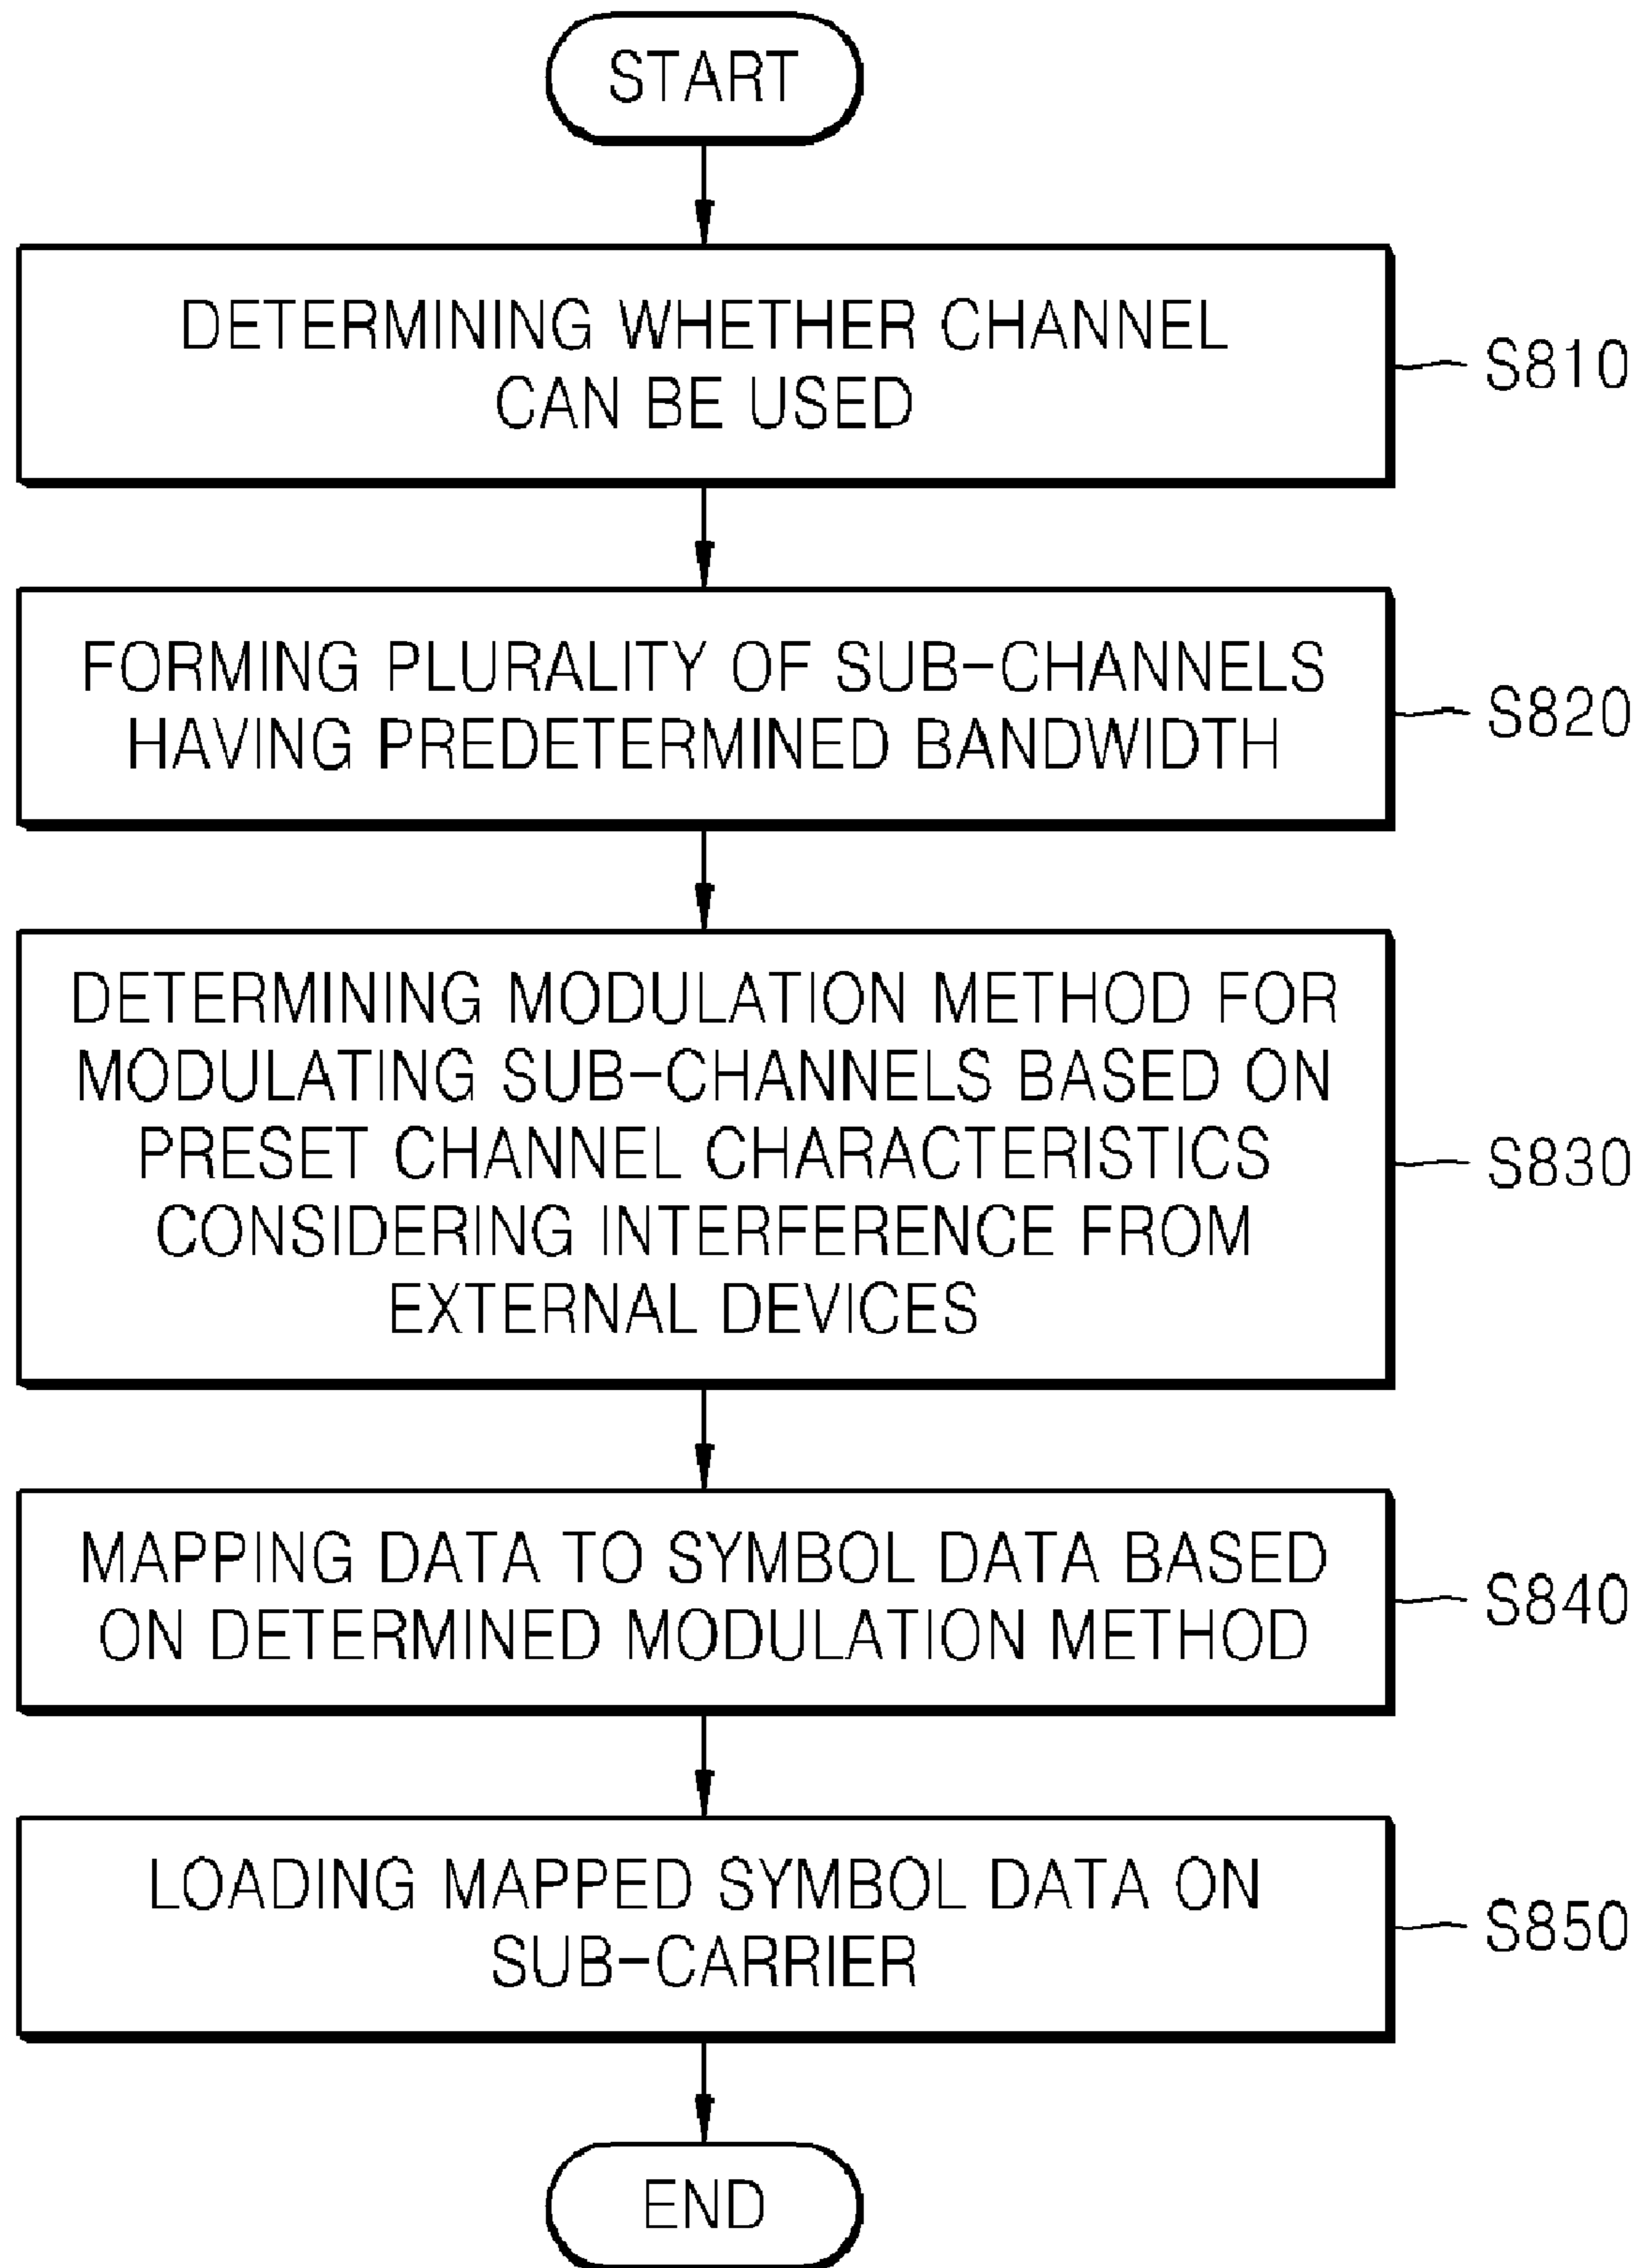 START
DETERMINING WHETHER CHANNEL
CAN BE USED
S810
FORMING PLURALITY OF SUB-CHANNELS
HAVING PREDETERMINED BANDWIDTH
S820
DETERMINING MODULATION METHOD FOR
MODULATING SUB-CHANNELS BASED ON
PRESET CHANNEL CHARACTERISTICS
CONSIDERING INTERFERENCE FROM
EXTERNAL DEVICES
S830
MAPPING DATA TO SYMBOL DATA BASED
ON DETERMINED MODULATION METHOD
S840
LOADING MAPPED SYMBOL DATA ON
SUB-CARRIER
S850
END